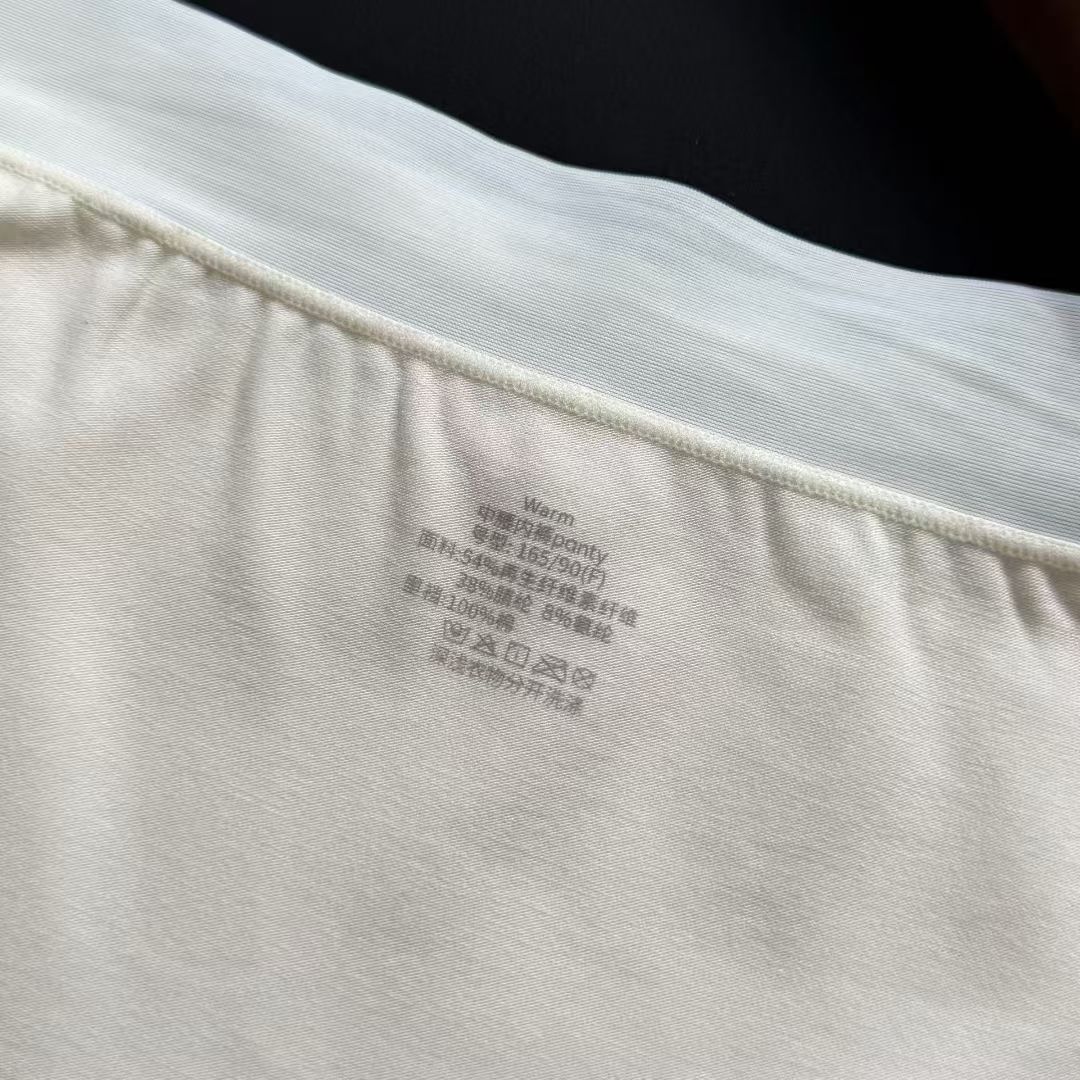 Warm
中腰内裤panty
号型: 165/90(F)
面料:54%再生纤维素纤维
38%腈纶 8%氨纶
里裆:100%棉
深浅衣物分开洗涤